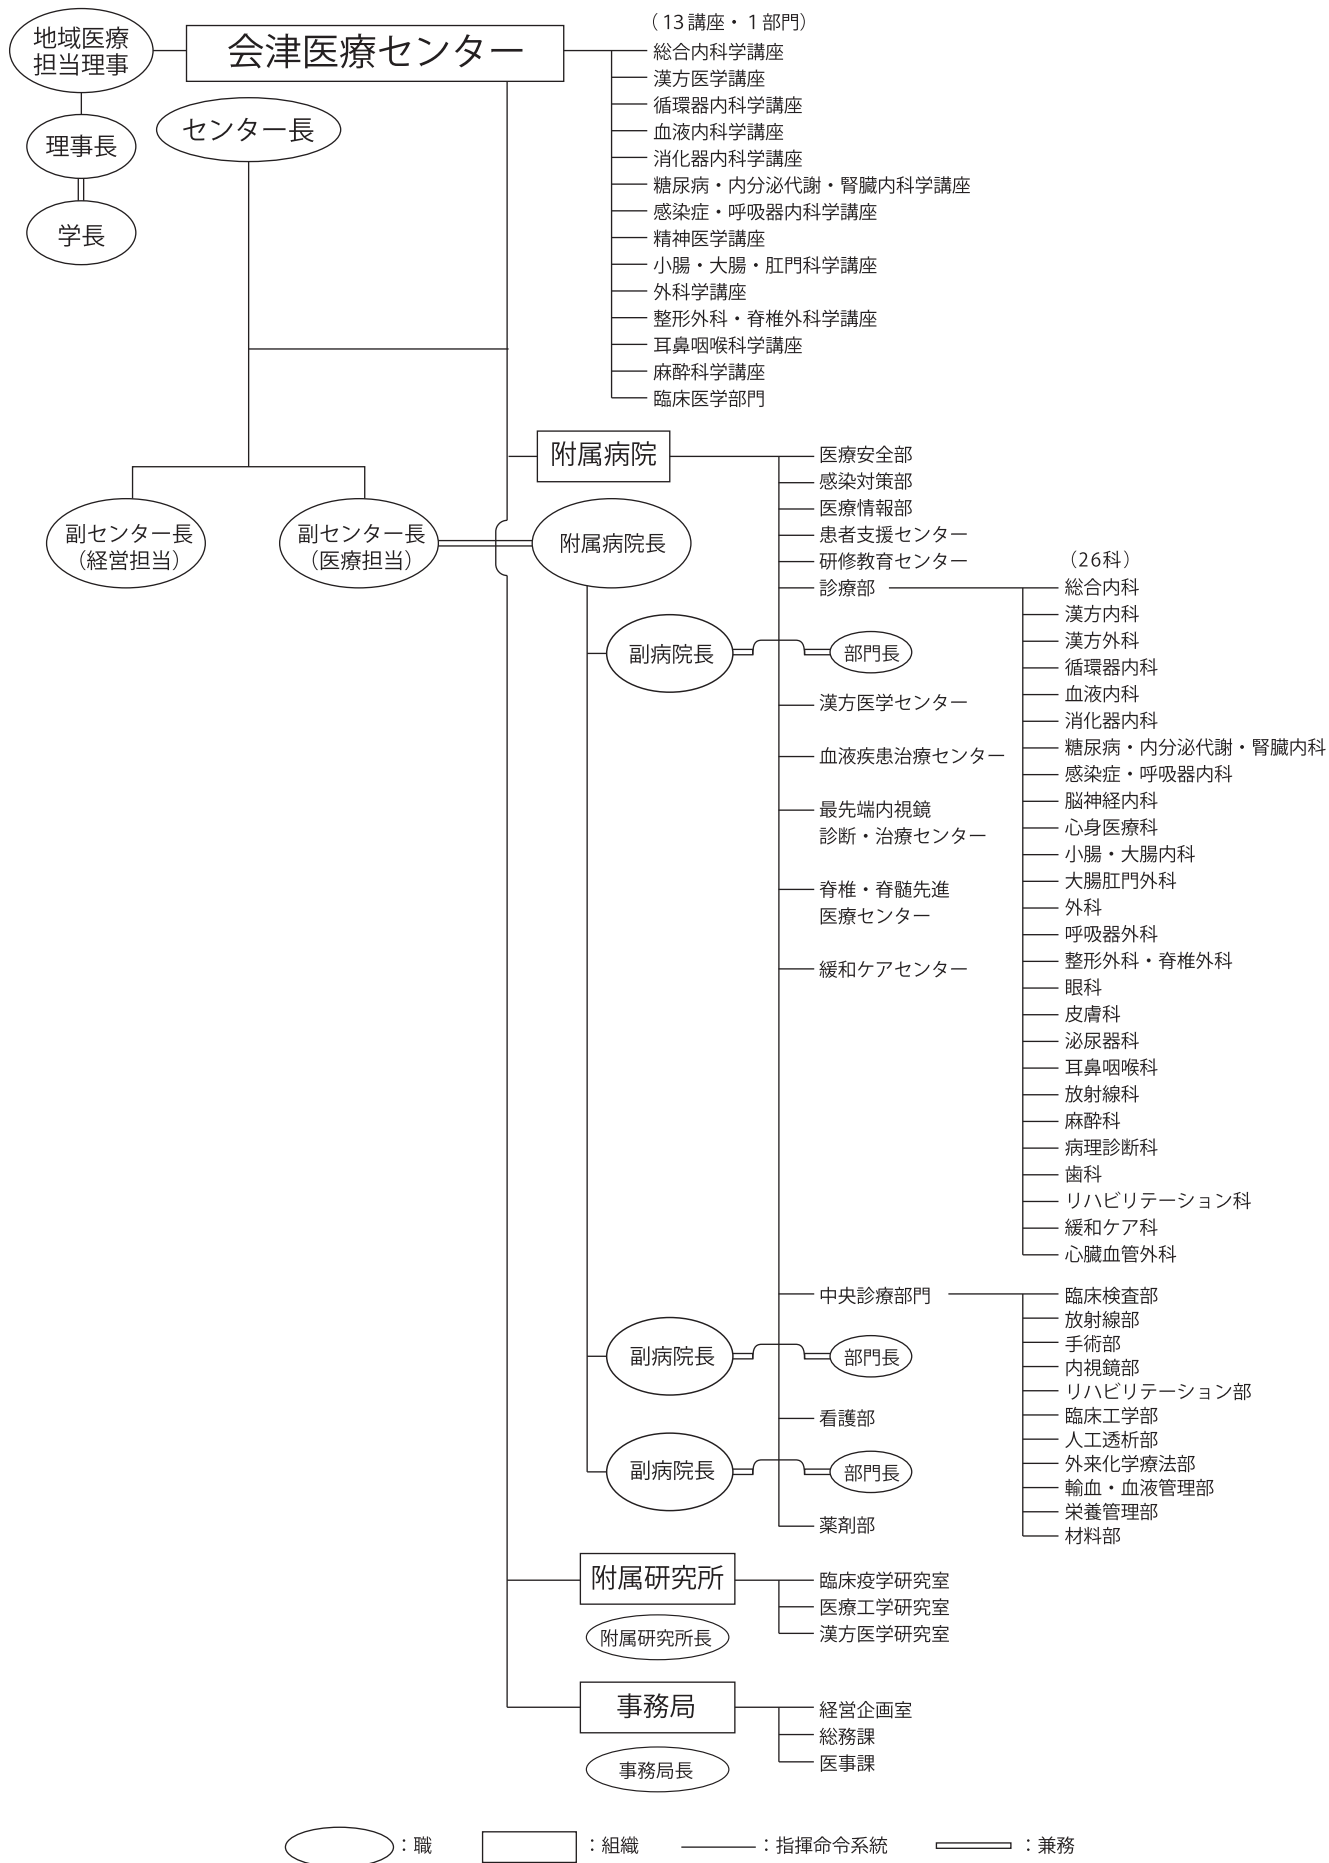 地域医療
担当理事
理事長
学長
会津医療センター
センター長
副センター長
（経営担当）
副センター長
（医療担当）
（13講座・1部門）
総合内科学講座
漢方医学講座
循環器内科学講座
血液内科学講座
消化器内科学講座
糖尿病・内分泌代謝・腎臓内科学講座
感染症・呼吸器内科学講座
精神医学講座
小腸・大腸・肛門科学講座
外科学講座
整形外科・脊椎外科学講座
耳鼻咽喉科学講座
麻酔科学講座
臨床医学部門
附属病院
附属病院長
副病院長
部門長
副病院長
部門長
副病院長
部門長
医療安全部
感染対策部
医療情報部
患者支援センター
研修教育センター
診療部
漢方医学センター
血液疾患治療センター
最先端内視鏡
診断・治療センター
脊椎・脊髄先進
医療センター
緩和ケアセンター
中央診療部門
看護部
薬剤部
（26科）
総合内科
漢方内科
漢方外科
循環器内科
血液内科
消化器内科
糖尿病・内分泌代謝・腎臓内科
感染症・呼吸器内科
脳神経内科
心身医療科
小腸・大腸内科
大腸肛門外科
外科
呼吸器外科
整形外科・脊椎外科
眼科
皮膚科
泌尿器科
耳鼻咽喉科
放射線科
麻酔科
病理診断科
歯科
リハビリテーション科
緩和ケア科
心臓血管外科
臨床検査部
放射線部
手術部
内視鏡部
リハビリテーション部
臨床工学部
人工透析部
外来化学療法部
輸血・血液管理部
栄養管理部
材料部
附属研究所
附属研究所長
臨床疫学研究室
医療工学研究室
漢方医学研究室
事務局
事務局長
経営企画室
総務課
医事課
：職
：組織
：指揮命令系統
：兼務